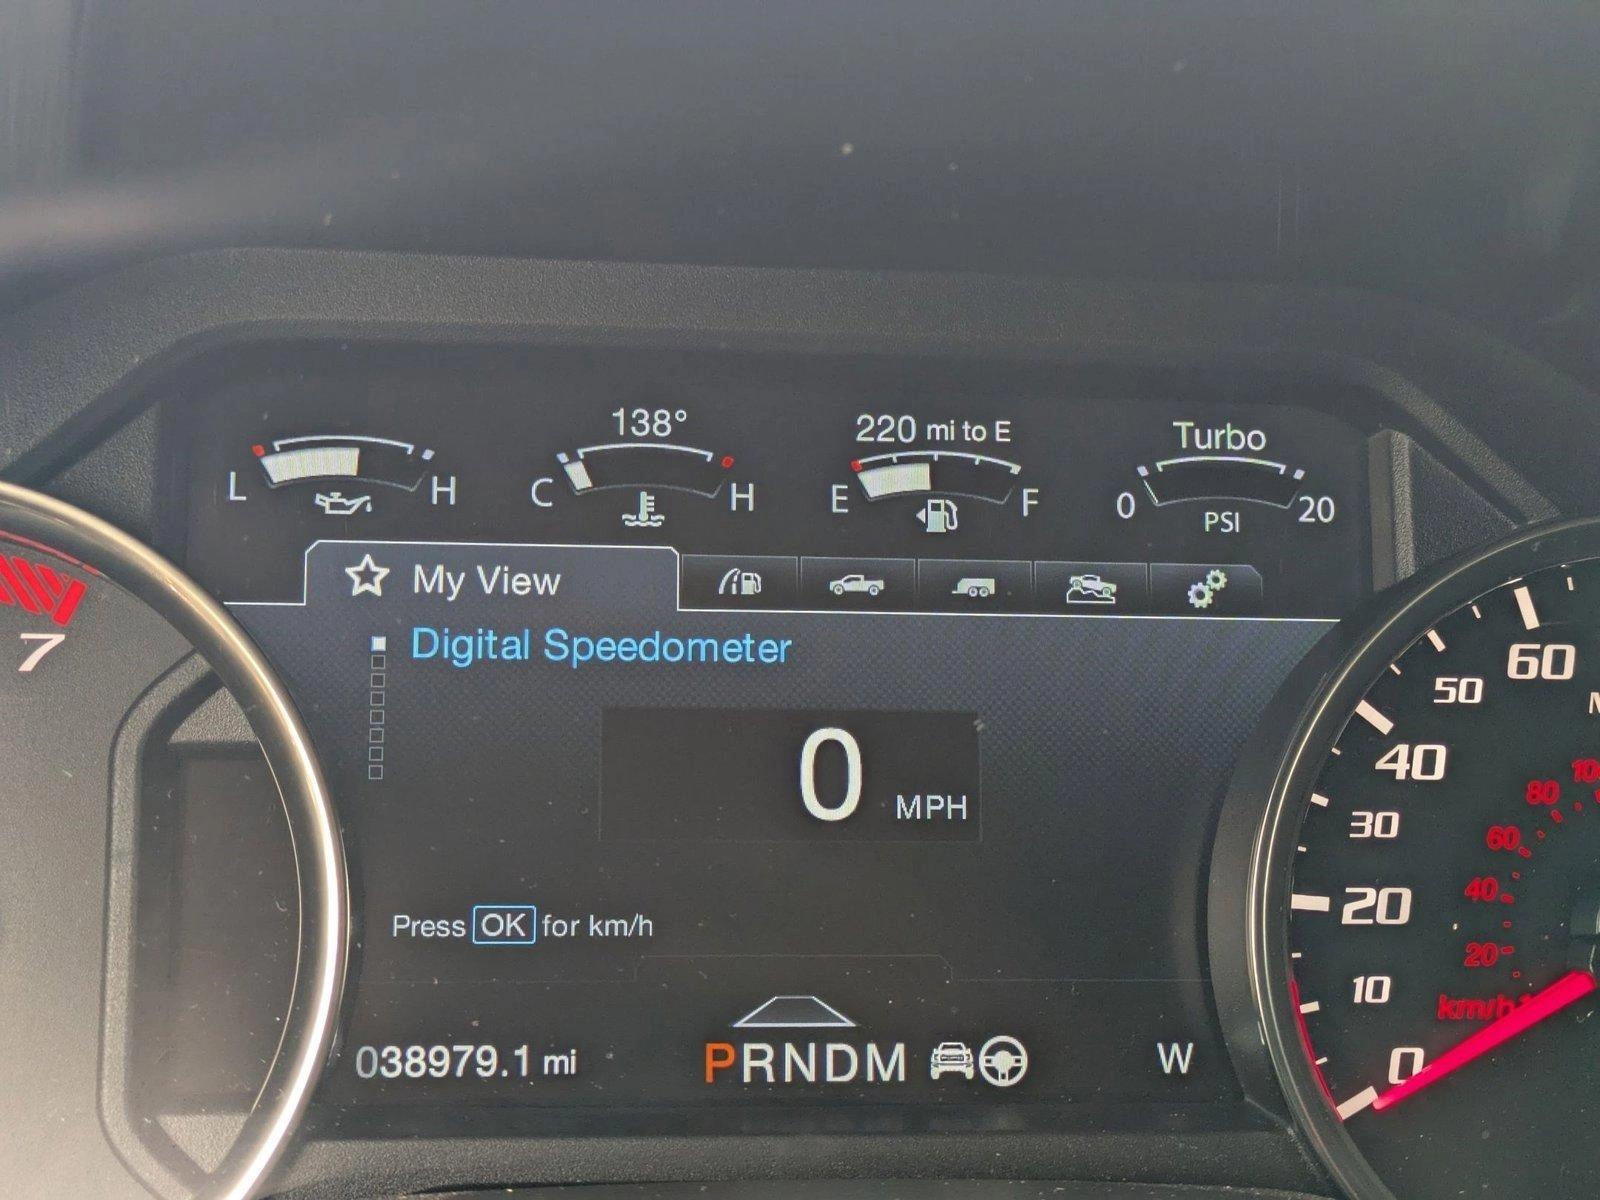 138°
220 mi to E
Turbo
L H
C H
E F
0 20
PSI
My View
Digital Speedometer
0 MPH
Press OK for km/h
038979.1 mi
PRNDM
W
7
60
50
40
30
20
10
0
80
60
40
20
km/h